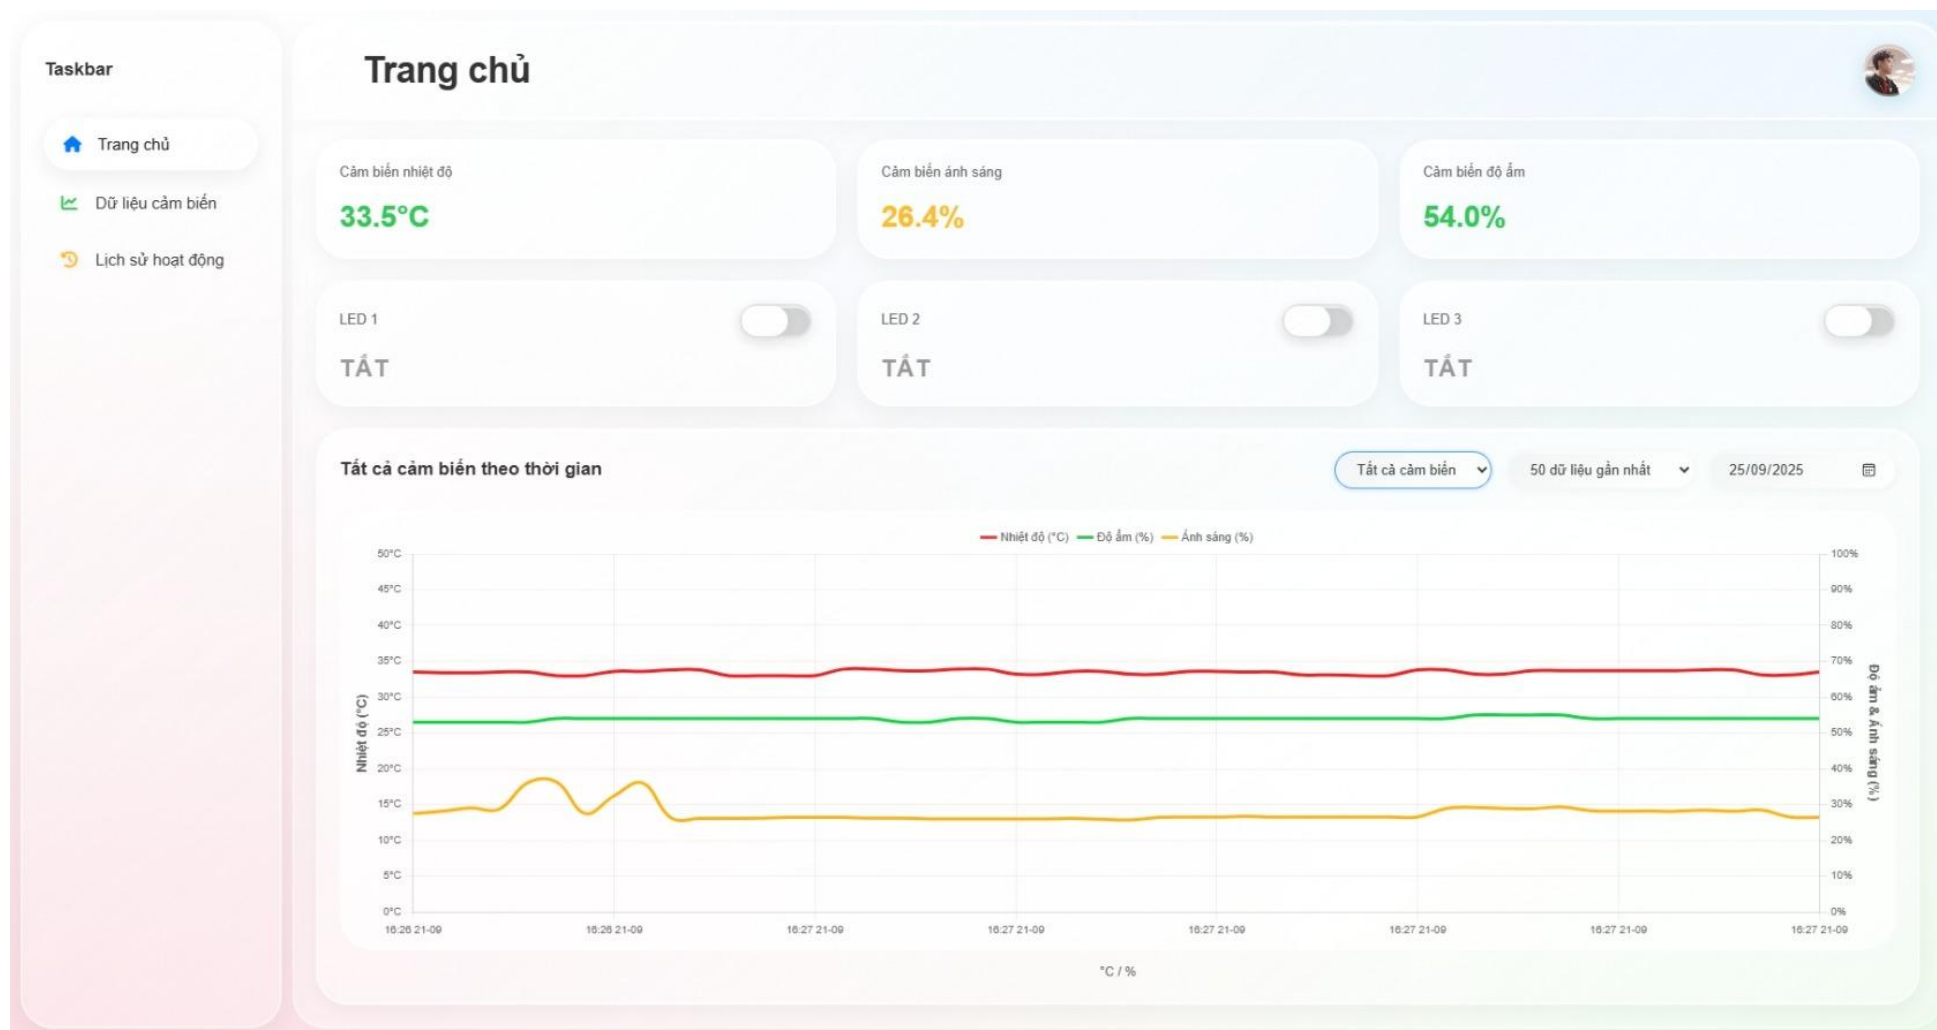 Taskbar
Trang chủ
Dữ liệu cảm biến
Lịch sử hoạt động
Trang chủ
Cảm biến nhiệt độ
33.5°C
Cảm biến ánh sáng
26.4%
Cảm biến độ ẩm
54.0%
LED 1
TẮT
LED 2
TẮT
LED 3
TẮT
Tất cả cảm biến theo thời gian
Tất cả cảm biến
50 dữ liệu gần nhất
25/09/2025
Nhiệt độ (°C) Độ ẩm (%) Ánh sáng (%)
Nhiệt độ (°C)
50°C
45°C
40°C
35°C
30°C
25°C
20°C
15°C
10°C
5°C
0°C
100%
90%
80%
70%
60%
50%
40%
30%
20%
10%
0%
Độ ẩm & Ánh sáng (%)
16:26 21-09 16:26 21-09 16:27 21-09 16:27 21-09 16:27 21-09 16:27 21-09 16:27 21-09 16:27 21-09
°C / %